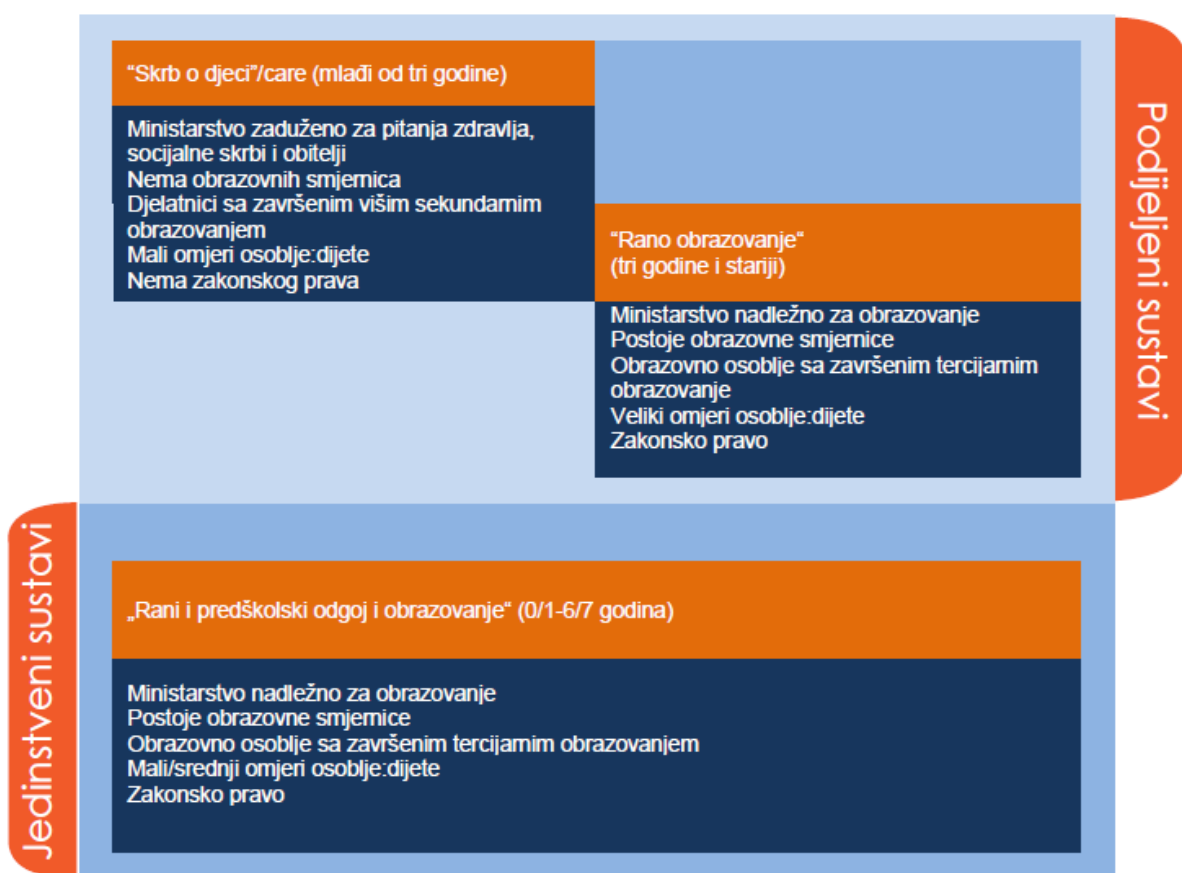 “Skrb o djeci”/care (mlađi od tri godine)
Ministarstvo zaduženo za pitanja zdravlja,
socijalne skrbi i obitelji
Nema obrazovnih smjernica
Djelatnici sa završenim višim sekundarnim
obrazovanjem
Mali omjeri osoblje:dijete
Nema zakonskog prava
“Rano obrazovanje“
(tri godine i stariji)
Ministarstvo nadležno za obrazovanje
Postoje obrazovne smjernice
Obrazovno osoblje sa završenim tercijarnim
obrazovanje
Veliki omjeri osoblje:dijete
Zakonsko pravo
Podijeljeni sustavi
Jedinstveni sustavi
„Rani i predškolski odgoj i obrazovanje“ (0/1-6/7 godina)
Ministarstvo nadležno za obrazovanje
Postoje obrazovne smjernice
Obrazovno osoblje sa završenim tercijarnim obrazovanjem
Mali/srednji omjeri osoblje:dijete
Zakonsko pravo